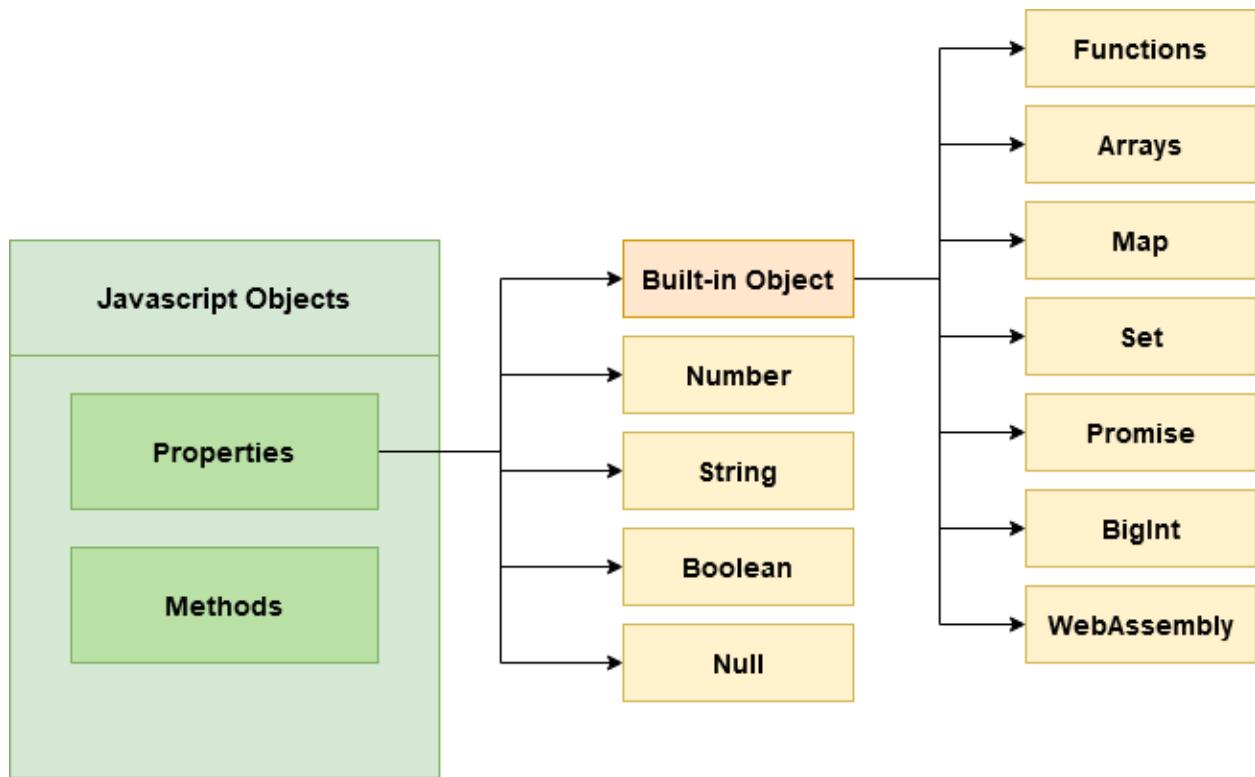 Javascript Objects
Properties
Methods
Built-in Object
Number
String
Boolean
Null
Functions
Arrays
Map
Set
Promise
BigInt
WebAssembly